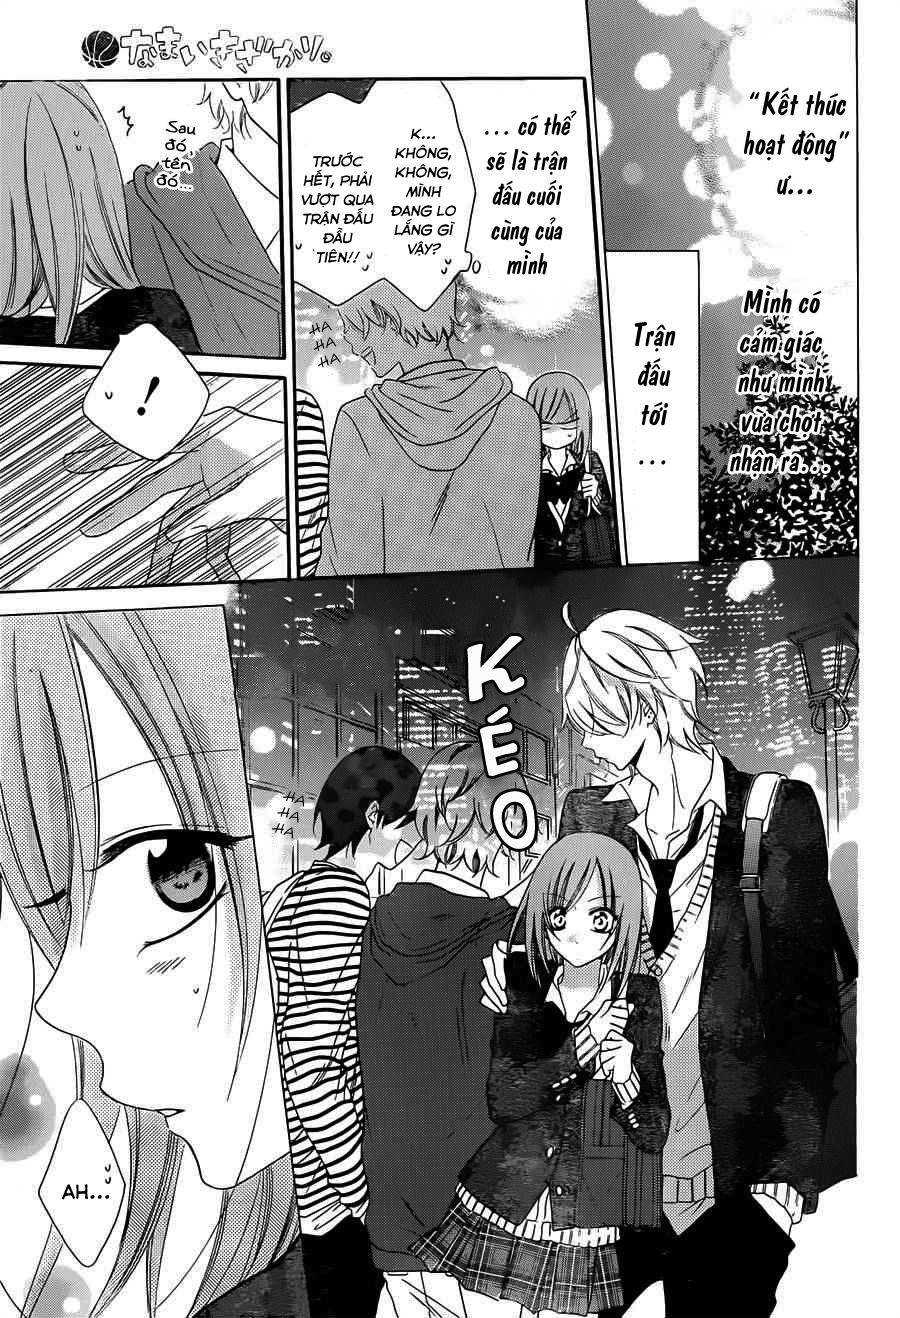 なまいきざかり。
“Kết thúc
hoạt động”
ư...
Mình có
cảm giác
như mình
vừa chợt
nhận ra...
Trận
đấu
tới
...
... có thể
sẽ là trận
đấu cuối
cùng của
mình
K...
KHÔNG,
KHÔNG,
MÌNH
ĐANG LO
LẮNG GÌ
VẬY?
TRƯỚC
HẾT, PHẢI
VƯỢT QUA
TRẬN ĐẤU
ĐẦU
TIÊN!!
HA
HA
HA
Sau
đó,
tên
đó...
!
KÉO
HA
HA
HA
AH...